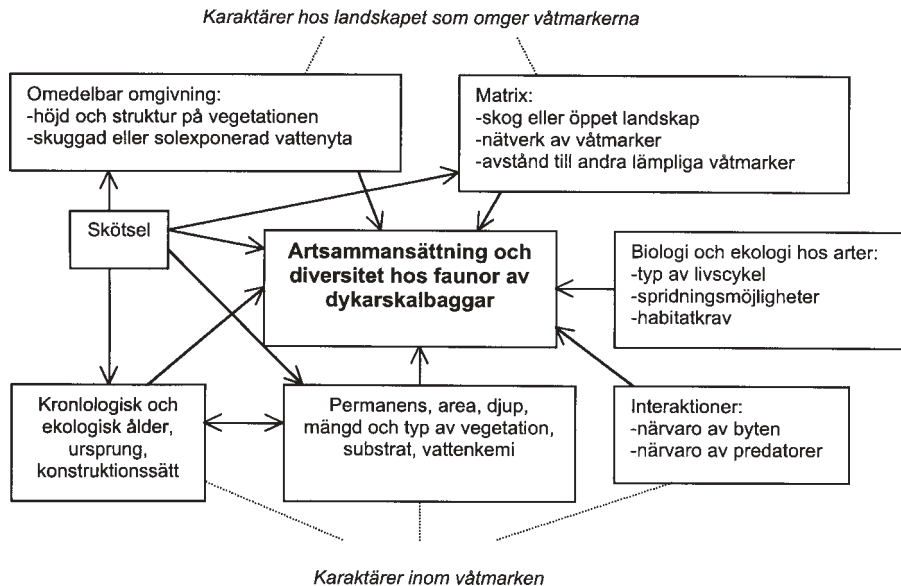 Karaktärer hos landskapet som omger våtmarkerna
Omedelbar omgivning:
-höjd och struktur på vegetationen
-skuggad eller solexponerad vattenyta
Matrix:
-skog eller öppet landskap
-nätverk av våtmarker
-avstånd till andra lämpliga våtmarker
Skötsel
Artsammansättning och
diversitet hos faunor av
dykarskalbaggar
Biologi och ekologi hos arter:
-typ av livscykel
-spridningsmöjligheter
-habitatkrav
Kronlologisk och
ekologisk ålder,
ursprung,
konstruktionssätt
Permanens, area, djup,
mängd och typ av vegetation,
substrat, vattenkemi
Interaktioner:
-närvaro av byten
-närvaro av predatorer
Karaktärer inom våtmarken